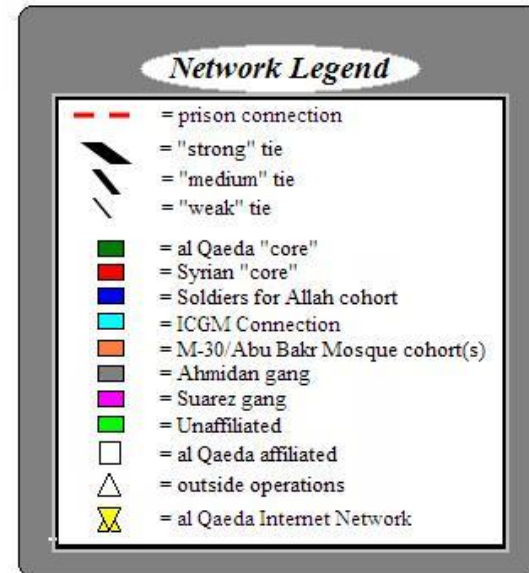 Network Legend
= prison connection
= "strong" tie
= "medium" tie
= "weak" tie
= al Qaeda "core"
= Syrian "core"
= Soldiers for Allah cohort
= ICGM Connection
= M-30/Abu Bakr Mosque cohort(s)
= Ahmidan gang
= Suarez gang
= Unaffiliated
= al Qaeda affiliated
= outside operations
= al Qaeda Internet Network